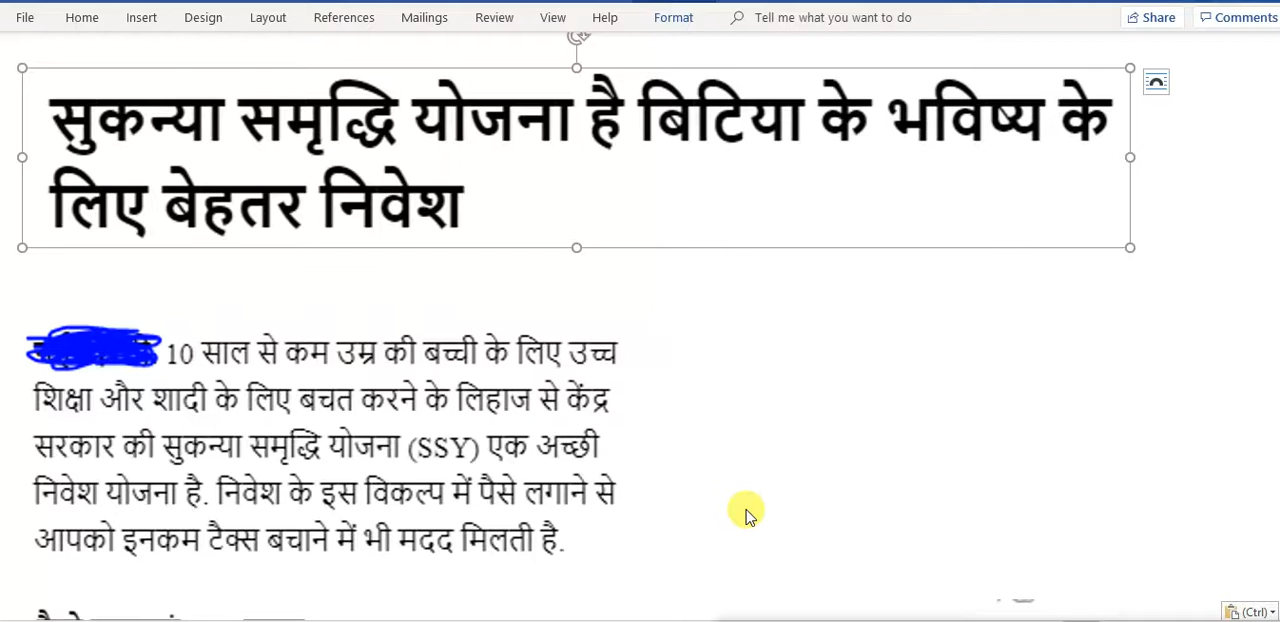 File Home Insert Design Layout References Mailings Review View Help Format Tell me what you want to do Share Comments
सुकन्या समृद्धि योजना है बिटिया के भविष्य के
लिए बेहतर निवेश
10 साल से कम उम्र की बच्ची के लिए उच्च
शिक्षा और शादी के लिए बचत करने के लिहाज से केंद्र
सरकार की सुकन्या समृद्धि योजना (SSY) एक अच्छी
निवेश योजना है. निवेश के इस विकल्प में पैसे लगाने से
आपको इनकम टैक्स बचाने में भी मदद मिलती है.
(Ctrl)